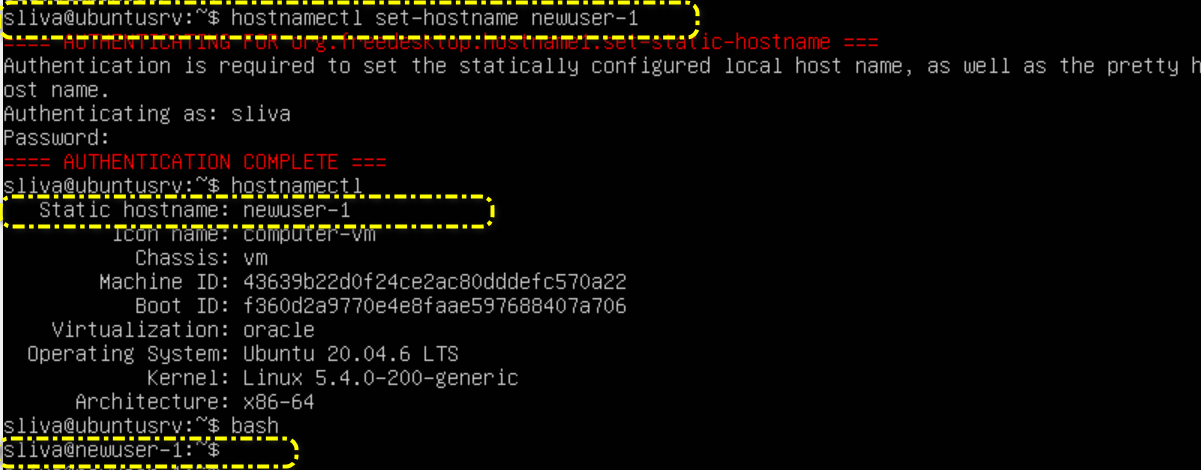 sliva@ubuntusrv:~$ hostnamectl set-hostname newuser-1
==== AUTHENTICATING FOR org.freedesktop.hostname1.set-static-hostname ===
Authentication is required to set the statically configured local host name, as well as the pretty h
ost name.
Authenticating as: sliva
Password:
==== AUTHENTICATION COMPLETE ===
sliva@ubuntusrv:~$ hostnamectl
Static hostname: newuser-1
Icon name: computer-vm
Chassis: vm
Machine ID: 43639b22d0f24ce2ac80dddefc570a22
Boot ID: f360d2a9770e4e8faae597688407a706
Virtualization: oracle
Operating System: Ubuntu 20.04.6 LTS
Kernel: Linux 5.4.0-200-generic
Architecture: x86-64
sliva@ubuntusrv:~$ bash
sliva@newuser-1:~$